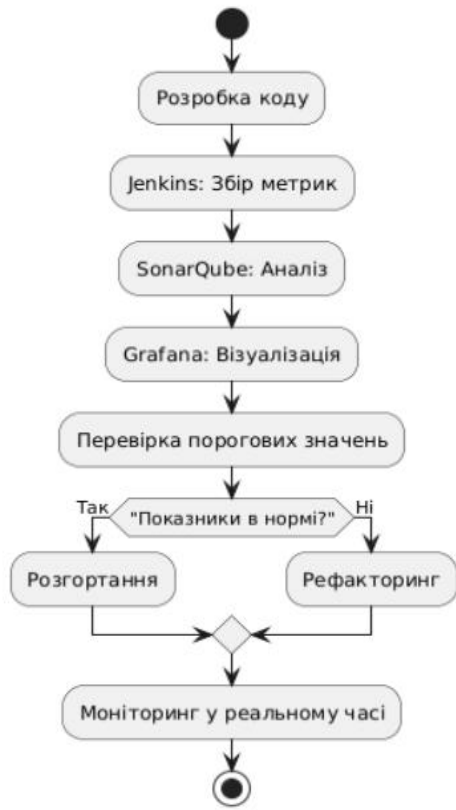 Розробка коду
Jenkins: Збір метрик
SonarQube: Аналіз
Grafana: Візуалізація
Перевірка порогових значень
Так
"Показники в нормі?"
Ні
Розгортання
Рефакторинг
Моніторинг у реальному часі